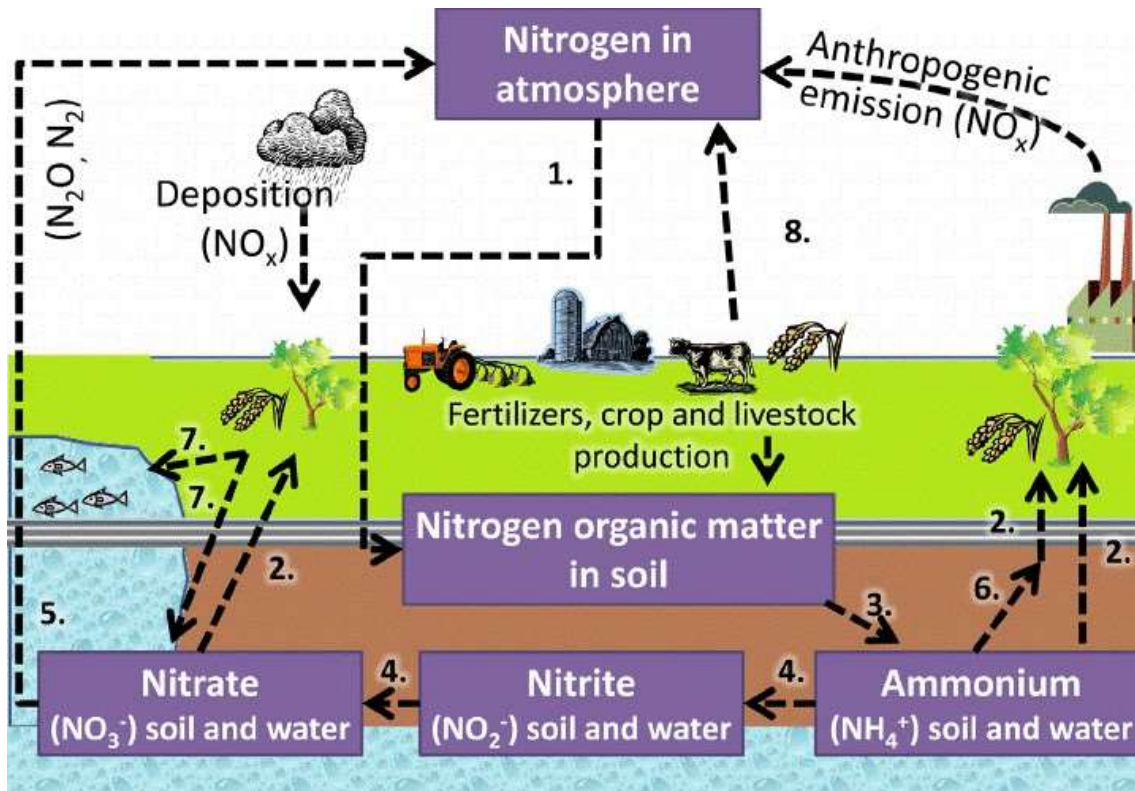 Nitrogen in
atmosphere
Anthropogenic
emission (NOₓ)
(N₂O, N₂)
Deposition
(NOₓ)
1.
8.
Fertilizers, crop and livestock
production
7.
7.
2.
2.
2.
Nitrogen organic matter
in soil
3.
6.
5.
4.
4.
Nitrate
(NO₃⁻) soil and water
Nitrite
(NO₂⁻) soil and water
Ammonium
(NH₄⁺) soil and water